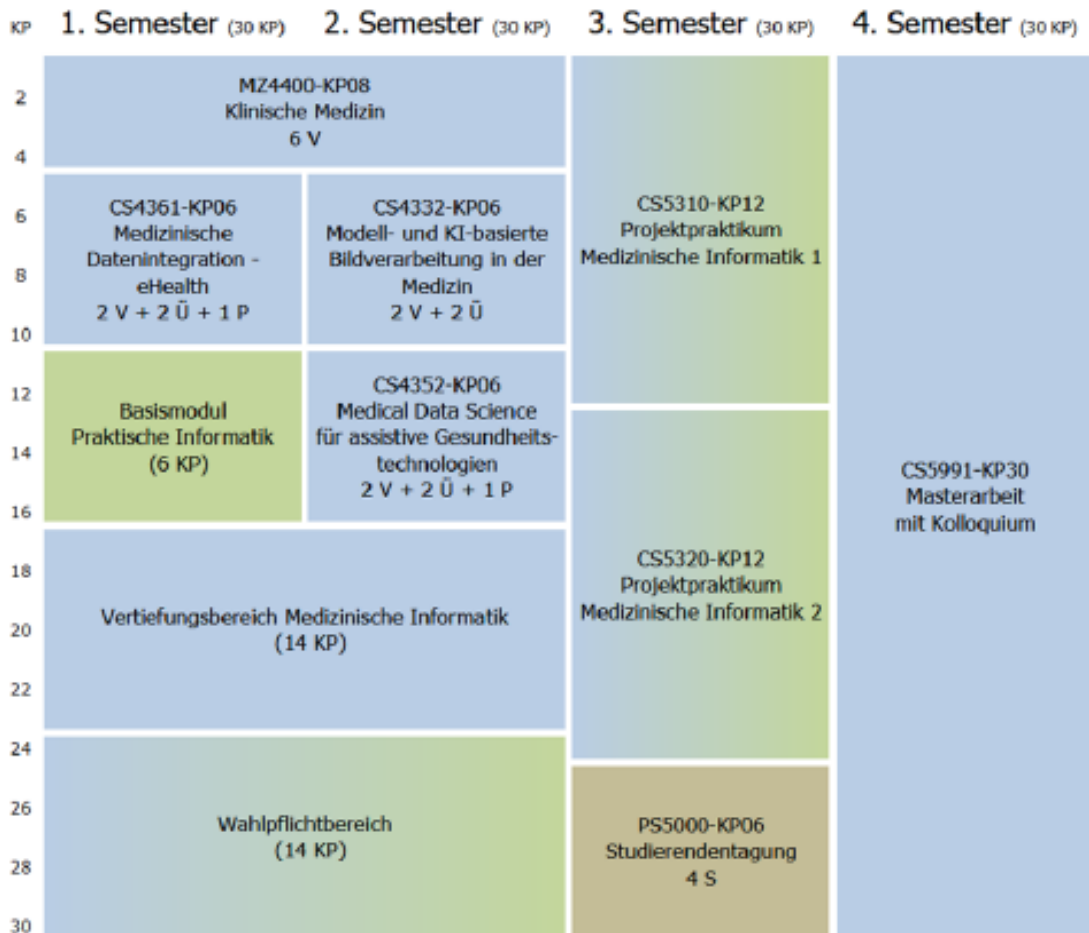 KP 1. Semester (30 KP) 2. Semester (30 KP) 3. Semester (30 KP) 4. Semester (30 KP)
2
4
6
8
10
12
14
16
18
20
22
24
26
28
30
MZ4400-KP08
Klinische Medizin
6 V
CS4361-KP06
Medizinische
Datenintegration -
eHealth
2 V + 2 Ü + 1 P
CS4332-KP06
Modell- und KI-basierte
Bildverarbeitung in der
Medizin
2 V + 2 Ü
Basismodul
Praktische Informatik
(6 KP)
CS4352-KP06
Medical Data Science
für assistive Gesundheits-
technologien
2 V + 2 Ü + 1 P
Vertiefungsbereich Medizinische Informatik
(14 KP)
Wahlpflichtbereich
(14 KP)
CS5310-KP12
Projektpraktikum
Medizinische Informatik 1
CS5320-KP12
Projektpraktikum
Medizinische Informatik 2
PS5000-KP06
Studierendentagung
4 S
CS5991-KP30
Masterarbeit
mit Kolloquium